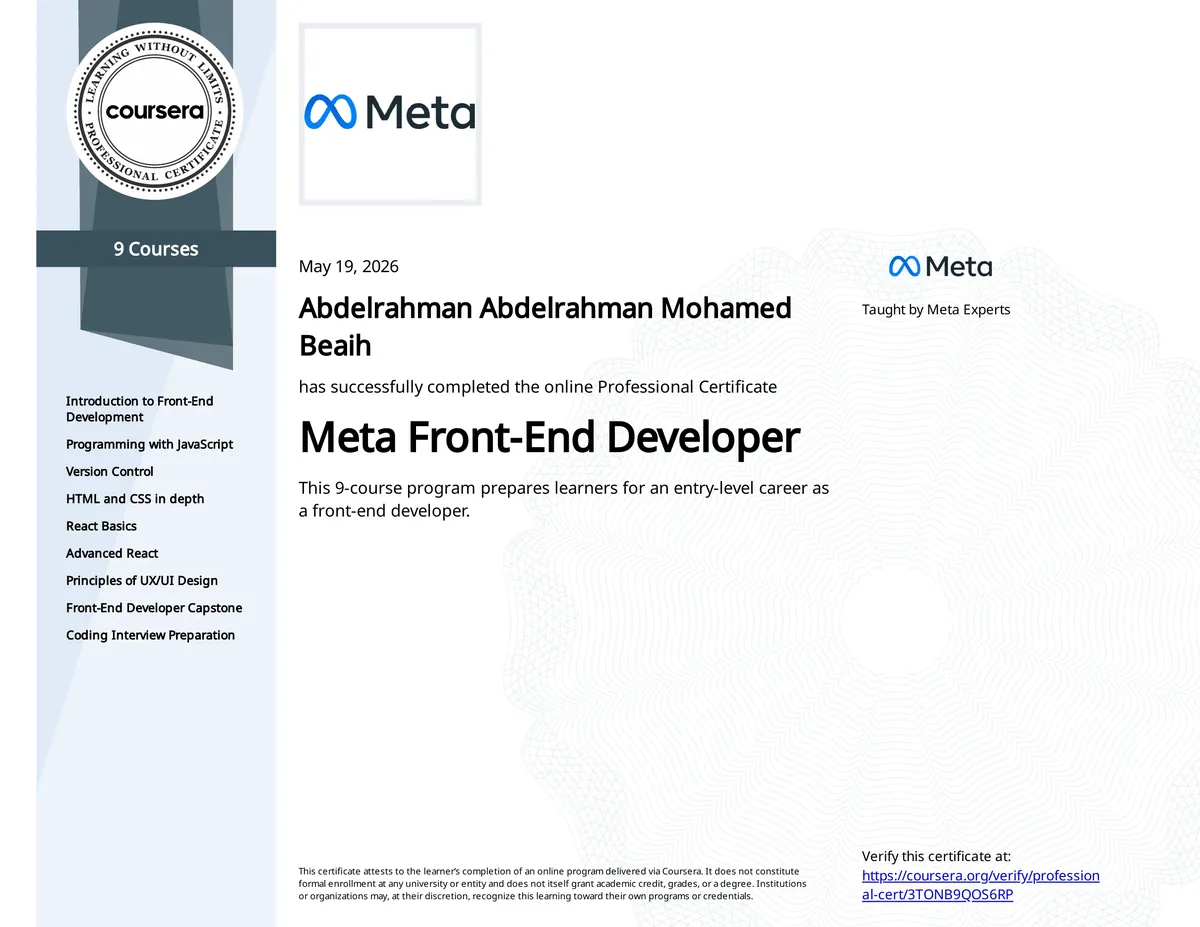 LEARNING WITHOUT LIMITS
coursera
PROFESSIONAL CERTIFICATE
9 Courses
Introduction to Front-End
Development
Programming with JavaScript
Version Control
HTML and CSS in depth
React Basics
Advanced React
Principles of UX/UI Design
Front-End Developer Capstone
Coding Interview Preparation
Meta
May 19, 2026
Abdelrahman Abdelrahman Mohamed
Beaih
has successfully completed the online Professional Certificate
Meta Front-End Developer
This 9-course program prepares learners for an entry-level career as
a front-end developer.
Meta
Taught by Meta Experts
This certificate attests to the learner's completion of an online program delivered via Coursera. It does not constitute
formal enrollment at any university or entity and does not itself grant academic credit, grades, or a degree. Institutions
or organizations may, at their discretion, recognize this learning toward their own programs or credentials.
Verify this certificate at:
https://coursera.org/verify/profession
al-cert/3TONB9QOS6RP